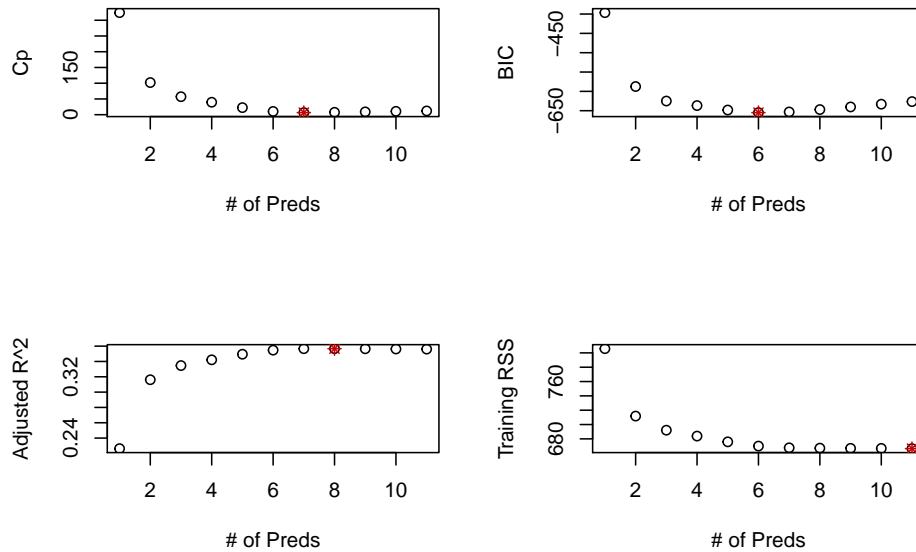 Cp
150
0
2 4 6 8 10
# of Preds
BIC
−450
−650
2 4 6 8 10
# of Preds
Adjusted R^2
0.32
0.24
2 4 6 8 10
# of Preds
Training RSS
760
680
2 4 6 8 10
# of Preds